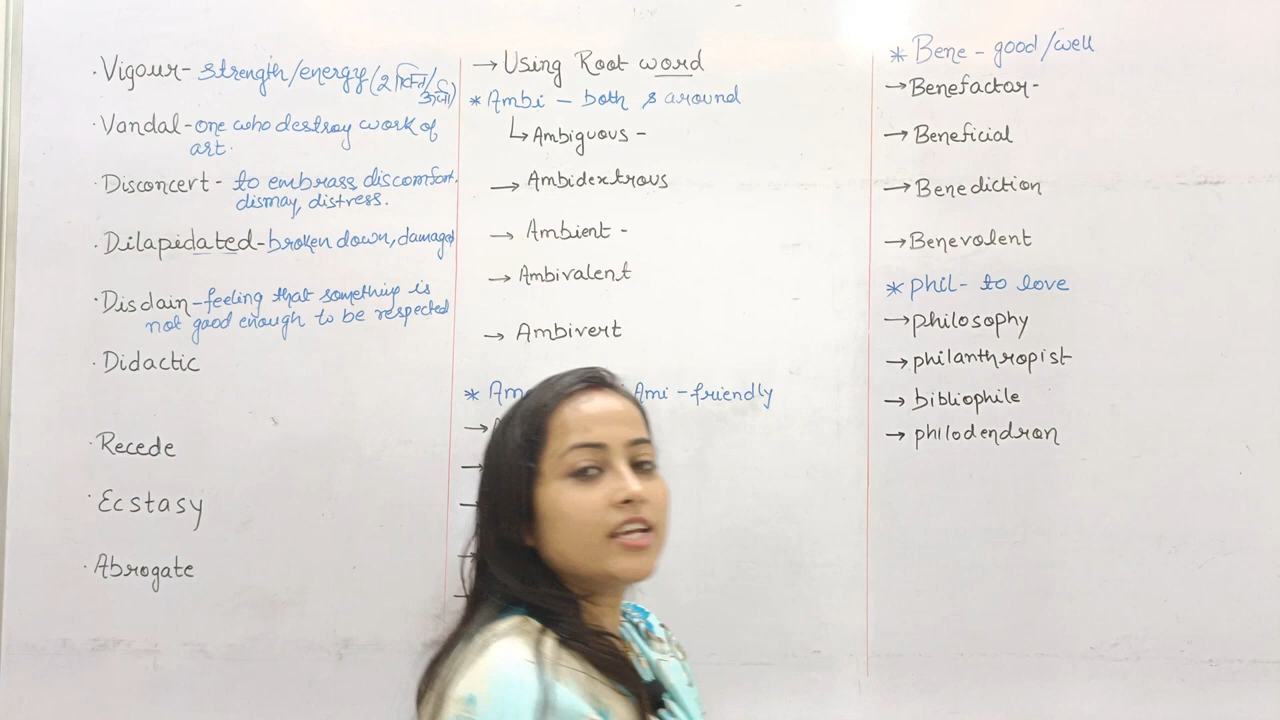 · Vigour - strength/energy (शक्ति/
ऊर्जा)
· Vandal - one who destroy work of
art.
· Disconcert - to embrass discomfort.
dismay, distress.
· Dilapidated - broken down, damaged
· Disdain - feeling that something is
not good enough to be respected
· Didactic
· Recede
· Ecstasy
· Abrogate
→ Using Root word
* Ambi - both & around
↳ Ambiguous -
→ Ambidextrous
→ Ambient -
→ Ambivalent
→ Ambivert
* Am Ami - friendly
* Bene - good/well
→ Benefactor -
→ Beneficial
→ Benediction
→ Benevolent
* phil - to love
→ philosophy
→ philanthropist
→ bibliophile
→ philodendron